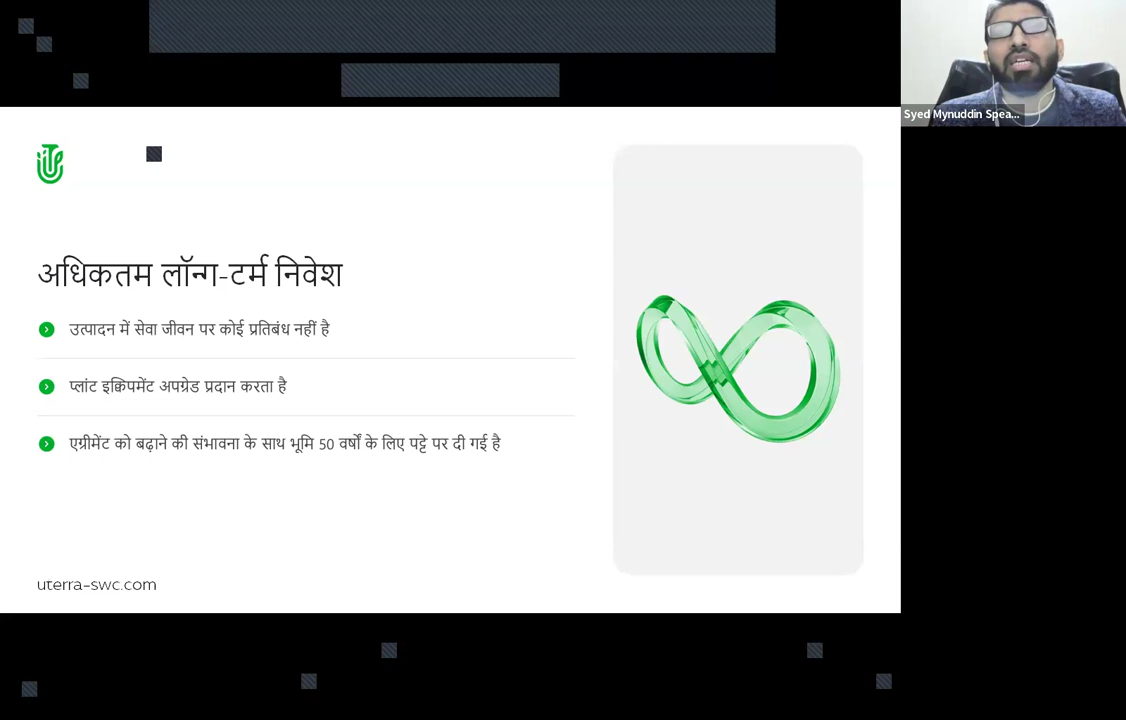 Syed Mynuddin Spea...
अधिकतम लॉन्ग-टर्म निवेश
उत्पादन में सेवा जीवन पर कोई प्रतिबंध नहीं है
प्लांट इक्विपमेंट अपग्रेड प्रदान करता है
एग्रीमेंट को बढ़ाने की संभावना के साथ भूमि 50 वर्षों के लिए पट्टे पर दी गई है
uterra-swc.com